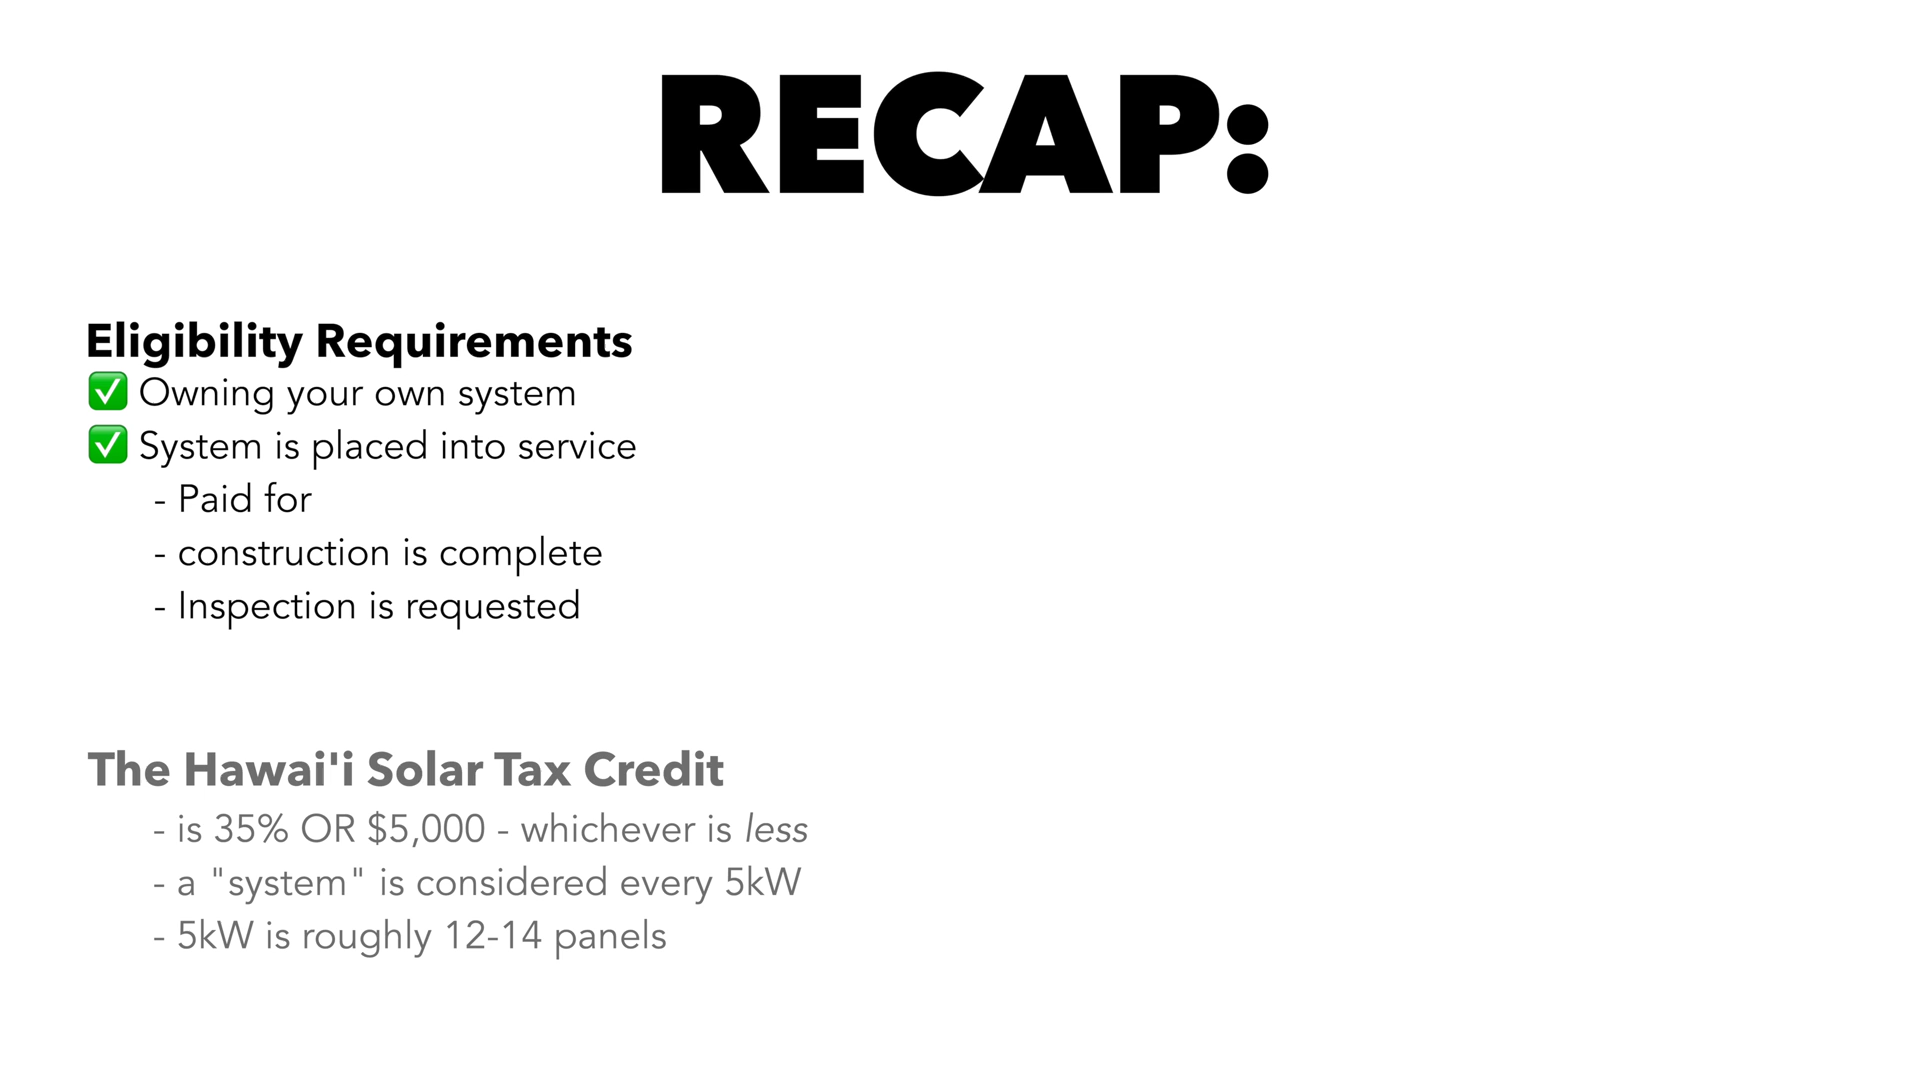 RECAP:
Eligibility Requirements
✅ Owning your own system
✅ System is placed into service
- Paid for
- construction is complete
- Inspection is requested
The Hawai'i Solar Tax Credit
- is 35% OR $5,000 - whichever is less
- a "system" is considered every 5kW
- 5kW is roughly 12-14 panels